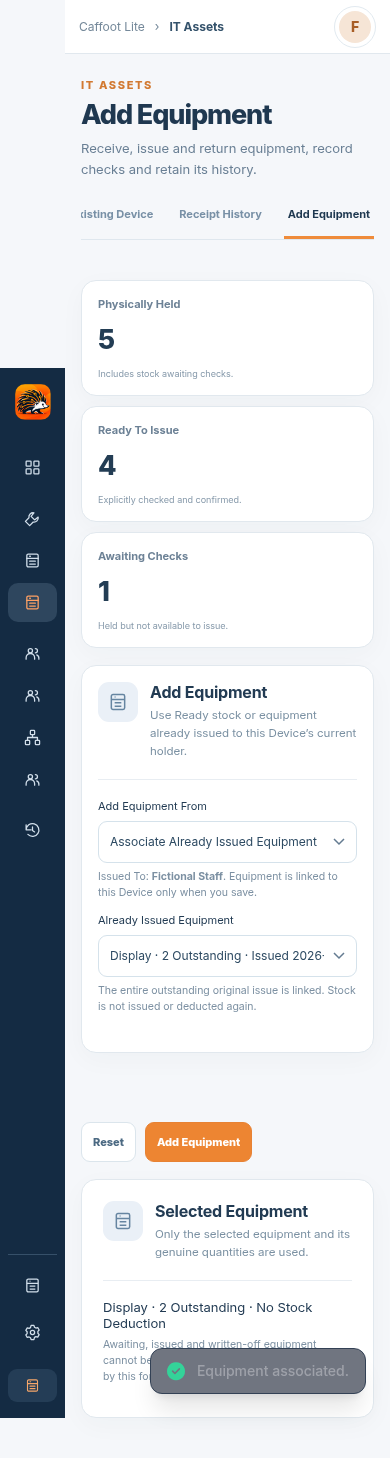 Caffoot Lite › IT Assets
F
IT ASSETS
Add Equipment
Receive, issue and return equipment, record
checks and retain its history.
isting Device Receipt History Add Equipment
Physically Held
5
Includes stock awaiting checks.
Ready To Issue
4
Explicitly checked and confirmed.
Awaiting Checks
1
Held but not available to issue.
Add Equipment
Use Ready stock or equipment
already issued to this Device's current
holder.
Add Equipment From
Associate Already Issued Equipment
Issued To: Fictional Staff. Equipment is linked to
this Device only when you save.
Already Issued Equipment
Display · 2 Outstanding · Issued 2026-
The entire outstanding original issue is linked. Stock
is not issued or deducted again.
Reset Add Equipment
Selected Equipment
Only the selected equipment and its
genuine quantities are used.
Display · 2 Outstanding · No Stock
Deduction
Awaiting, issued and written-off equipment
cannot be
by this
Equipment associated.